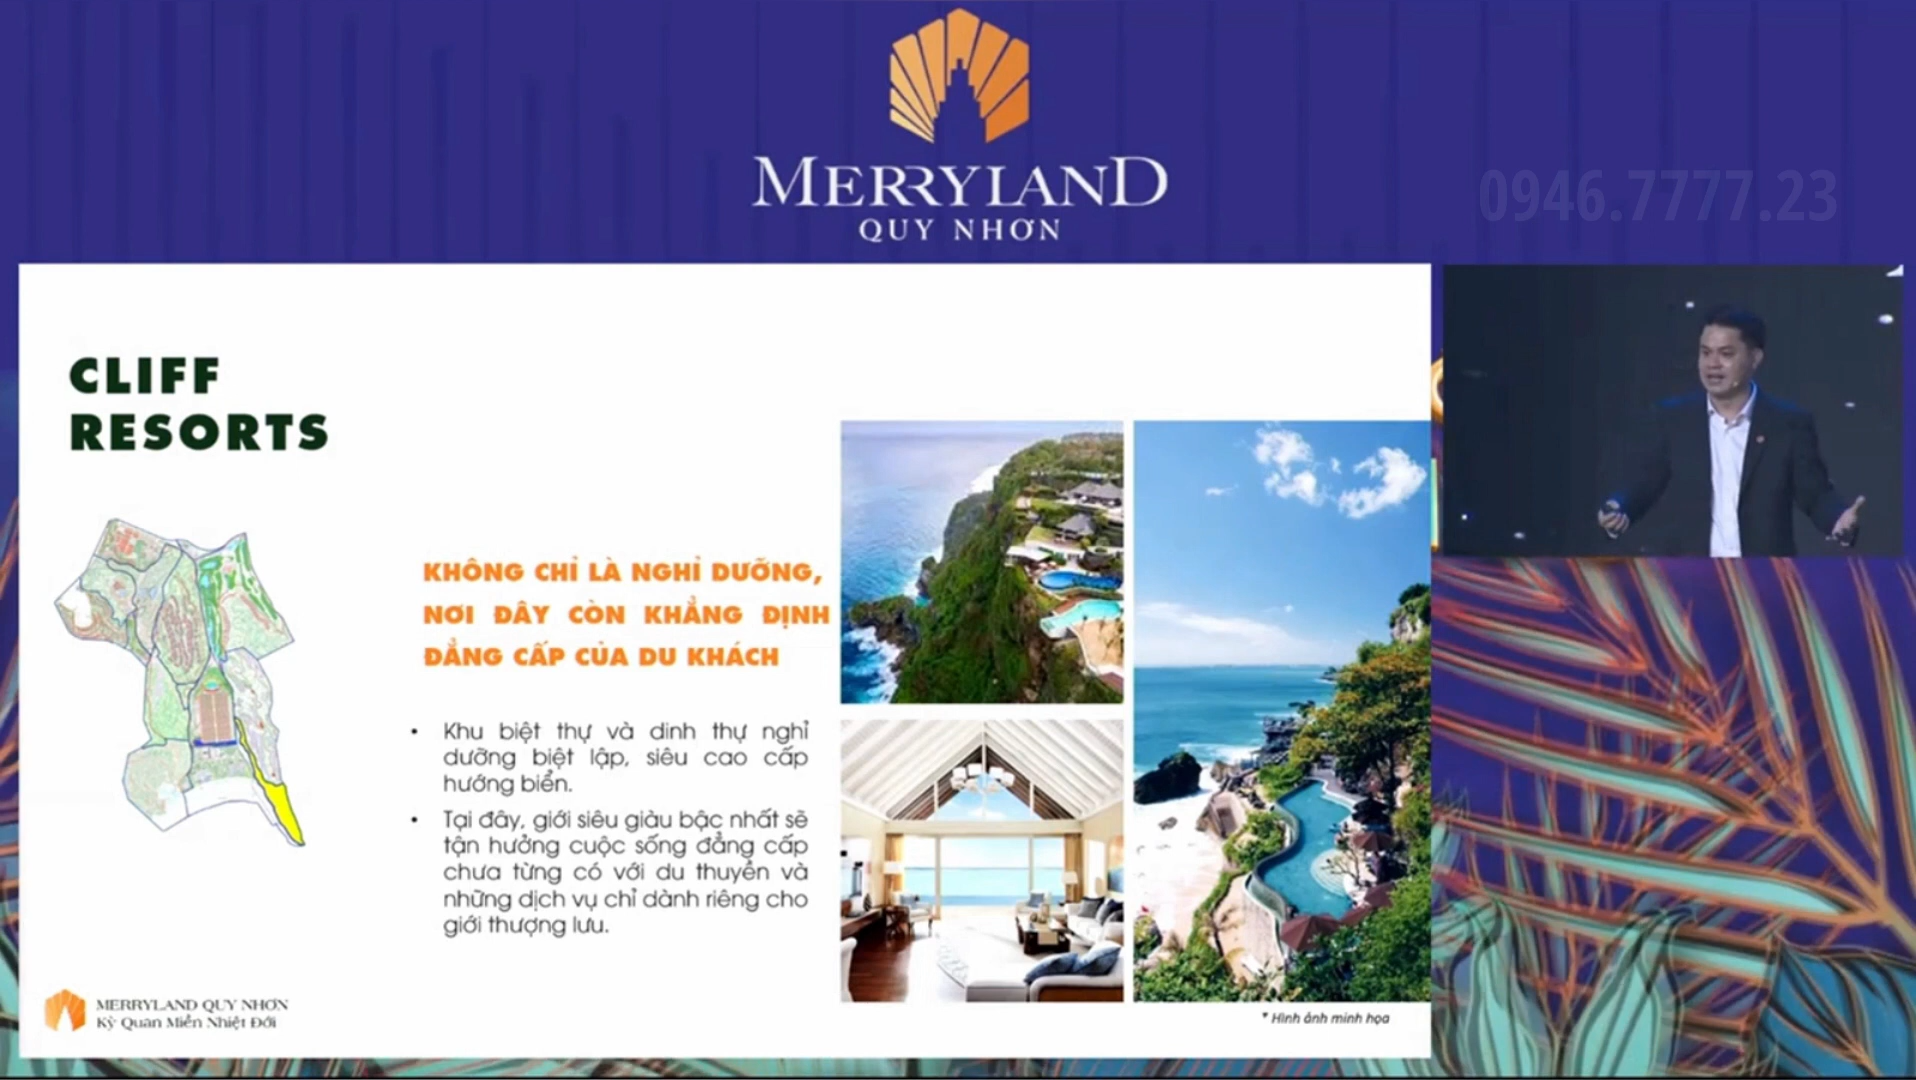 MERRYLAND
QUY NHƠN
0946.7777.23
CLIFF
RESORTS
KHÔNG CHỈ LÀ NGHỈ DƯỠNG,
NƠI ĐÂY CÒN KHẲNG ĐỊNH
ĐẲNG CẤP CỦA DU KHÁCH
• Khu biệt thự và dinh thự nghỉ
dưỡng biệt lập, siêu cao cấp
hướng biển.
• Tại đây, giới siêu giàu bậc nhất sẽ
tận hưởng cuộc sống đẳng cấp
chưa từng có với du thuyền và
những dịch vụ chỉ dành riêng cho
giới thượng lưu.
* Hình ảnh minh họa
MERRYLAND QUY NHƠN
Kỳ Quan Miền Nhiệt Đới